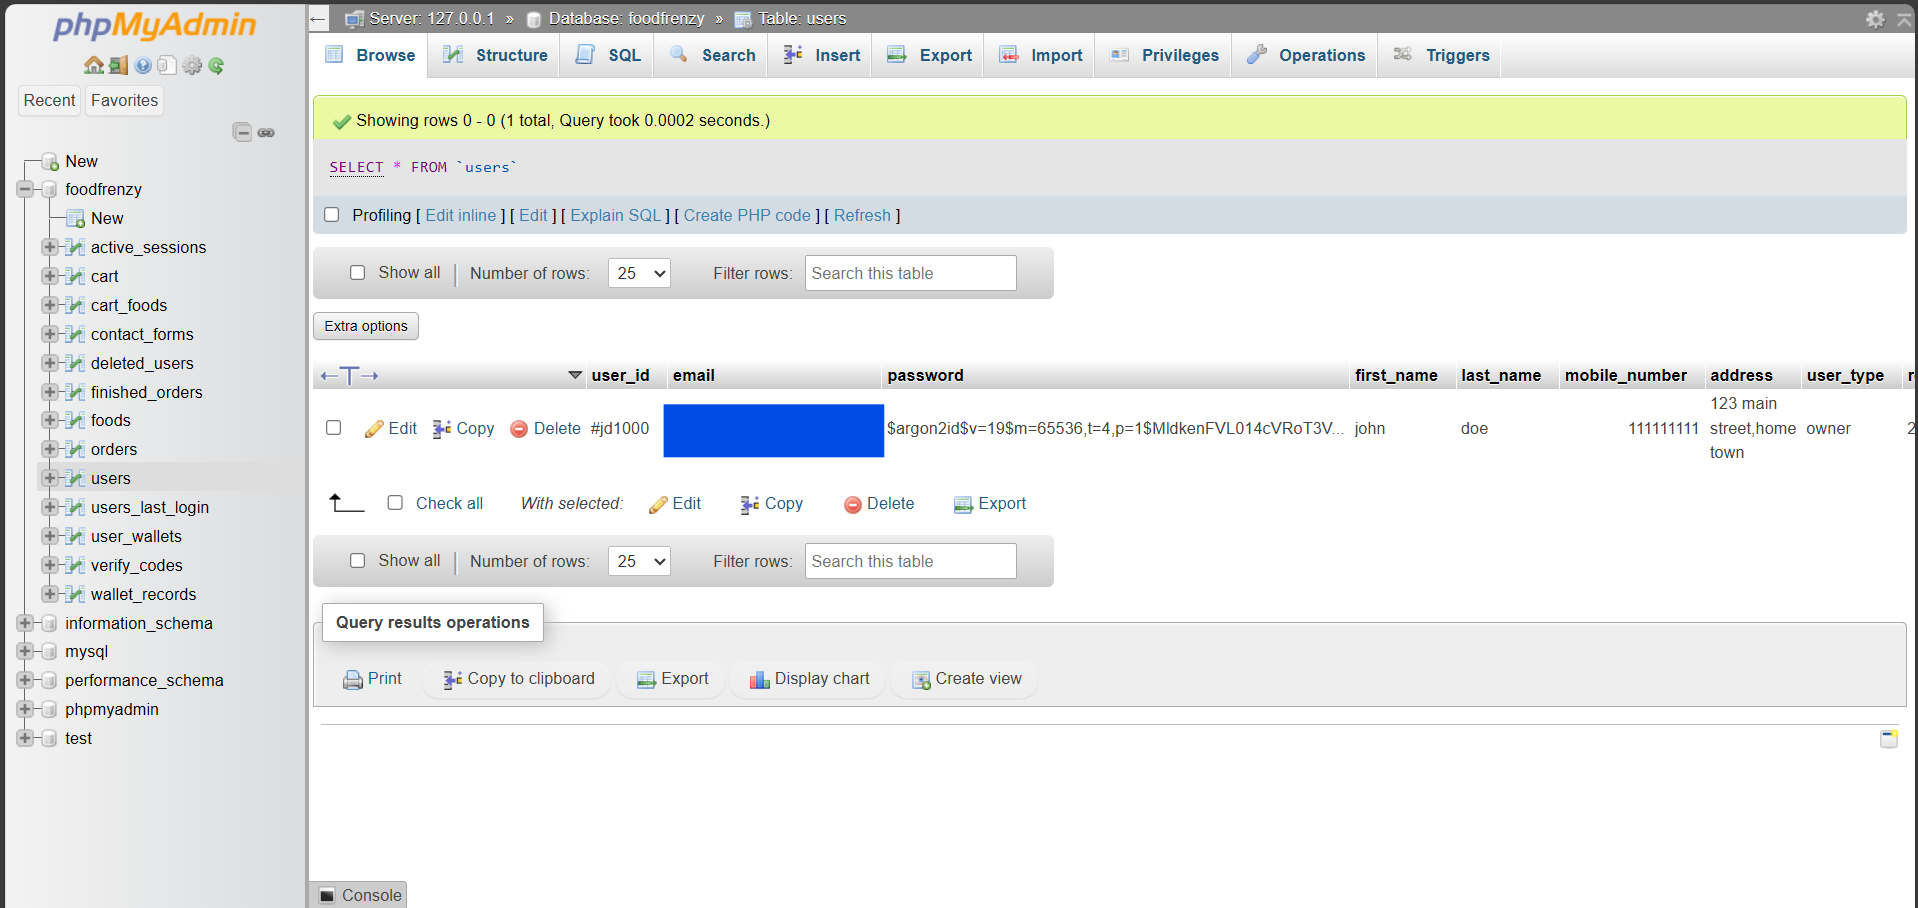 phpMyAdmin
Recent Favorites
New
foodfrenzy
New
active_sessions
cart
cart_foods
contact_forms
deleted_users
finished_orders
foods
orders
users
users_last_login
user_wallets
verify_codes
wallet_records
information_schema
mysql
performance_schema
phpmyadmin
test
Server: 127.0.0.1 » Database: foodfrenzy » Table: users
Browse Structure SQL Search Insert Export Import Privileges Operations Triggers
Showing rows 0 - 0 (1 total, Query took 0.0002 seconds.)
SELECT * FROM `users`
Profiling [ Edit inline ] [ Edit ] [ Explain SQL ] [ Create PHP code ] [ Refresh ]
Show all Number of rows: 25 Filter rows: Search this table
Extra options
user_id email password first_name last_name mobile_number address user_type
Edit Copy Delete #jd1000 $argon2id$v=19$m=65536,t=4,p=1$MldkenFVL014cVRoT3V... john doe 111111111 123 main street,home town owner 2
Check all With selected: Edit Copy Delete Export
Show all Number of rows: 25 Filter rows: Search this table
Query results operations
Print Copy to clipboard Export Display chart Create view
Console